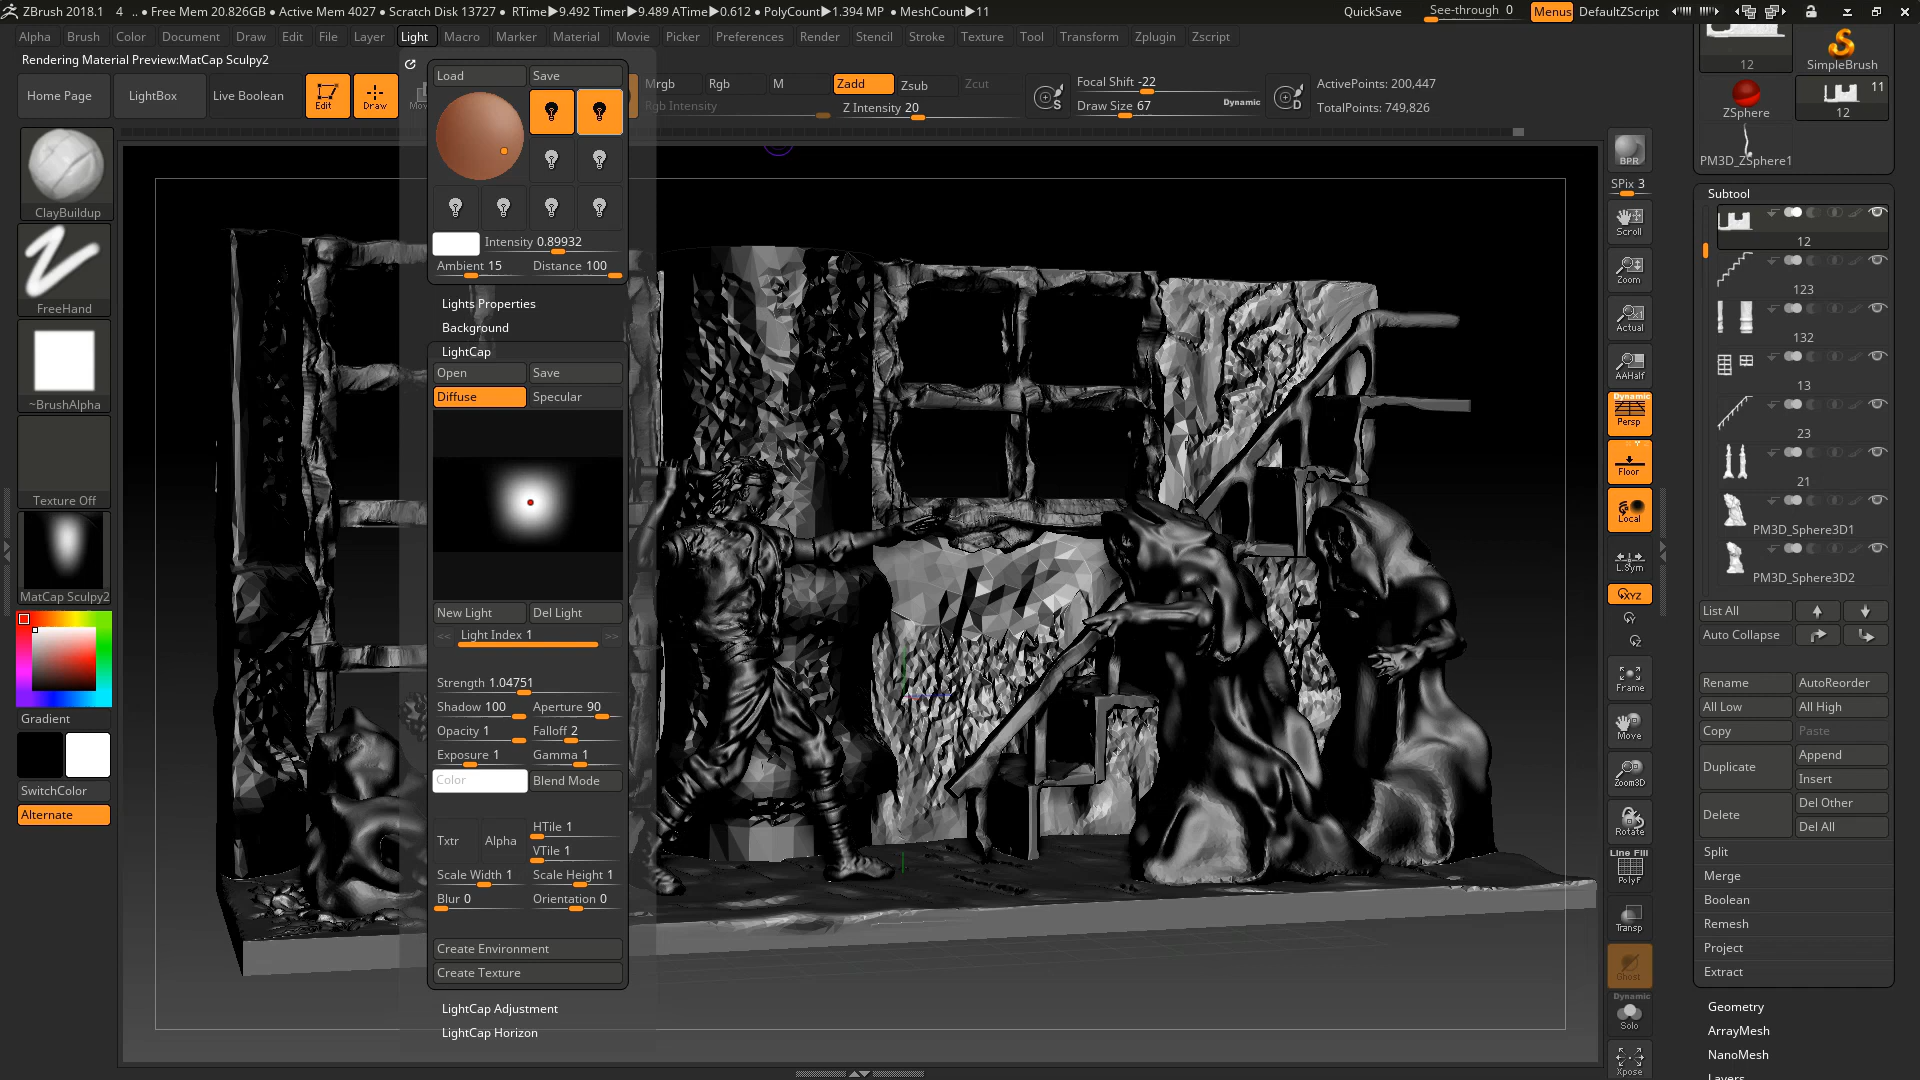 ZBrush 2018.1 4 .. • Free Mem 20.826GB • Active Mem 4027 • Scratch Disk 13727 • RTime▶9.492 Timer▶9.489 ATime▶0.612 • PolyCount▶1.394 MP • MeshCount▶11
QuickSave See-through 0 Menus DefaultZScript
Alpha Brush Color Document Draw Edit File Layer Light Macro Marker Material Movie Picker Preferences Render Stencil Stroke Texture Tool Transform Zplugin Zscript
Rendering Material Preview:MatCap Sculpy2
Home Page LightBox Live Boolean Edit Draw
Mrgb Rgb M Zadd Zsub Zcut
Rgb Intensity Z Intensity 20
Focal Shift -22
Draw Size 67 Dynamic
S D
ActivePoints: 200,447
TotalPoints: 749,826
ClayBuildup
FreeHand
~BrushAlpha
Texture Off
MatCap Sculpy2
Gradient
SwitchColor
Alternate
Load Save
Intensity 0.89932
Ambient 15 Distance 100
Lights Properties
Background
LightCap
Open Save
Diffuse Specular
New Light Del Light
<< Light Index 1 >>
Strength 1.04751
Shadow 100 Aperture 90
Opacity 1 Falloff 2
Exposure 1 Gamma 1
Color Blend Mode
Txtr Alpha HTile 1
VTile 1
Scale Width 1 Scale Height 1
Blur 0 Orientation 0
Create Environment
Create Texture
LightCap Adjustment
LightCap Horizon
BPR
SPix 3
Scroll
Zoom
Actual
AAHalf
Dynamic
Persp
Floor
Local
L.Sym
XYZ
Y
Z
Frame
Move
Zoom3D
Rotate
Line Fill
PolyF
Transp
Ghost
Dynamic
Solo
Xpose
12 SimpleBrush
ZSphere 11
12
PM3D_ZSphere1
Subtool
12
123
132
13
23
21
PM3D_Sphere3D1
PM3D_Sphere3D2
List All
Auto Collapse
Rename AutoReorder
All Low All High
Copy Paste
Duplicate Append
Insert
Delete Del Other
Del All
Split
Merge
Boolean
Remesh
Project
Extract
Geometry
ArrayMesh
NanoMesh
Layers